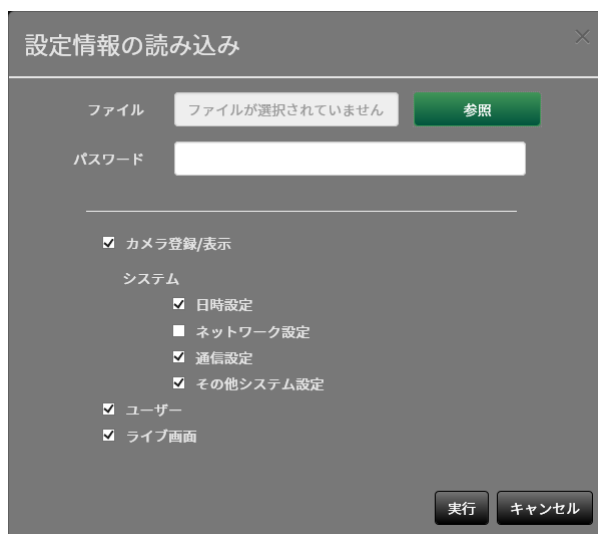 設定情報の読み込み
ファイル ファイルが選択されていません 参照
パスワード
カメラ登録/表示
システム
日時設定
ネットワーク設定
通信設定
その他システム設定
ユーザー
ライブ画面
実行 キャンセル